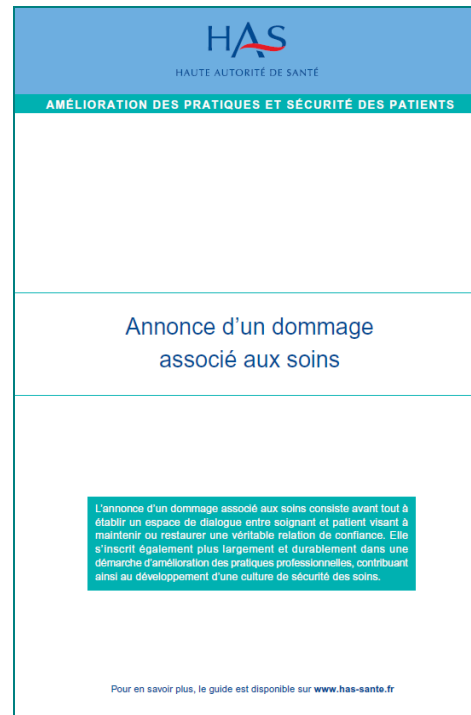 HAS
HAUTE AUTORITÉ DE SANTÉ
AMÉLIORATION DES PRATIQUES ET SÉCURITÉ DES PATIENTS
Annonce d'un dommage
associé aux soins
L'annonce d'un dommage associé aux soins consiste avant tout à
établir un espace de dialogue entre soignant et patient visant à
maintenir ou restaurer une véritable relation de confiance. Elle
s'inscrit également plus largement et durablement dans une
démarche d'amélioration des pratiques professionnelles, contribuant
ainsi au développement d'une culture de sécurité des soins.
Pour en savoir plus, le guide est disponible sur www.has-sante.fr